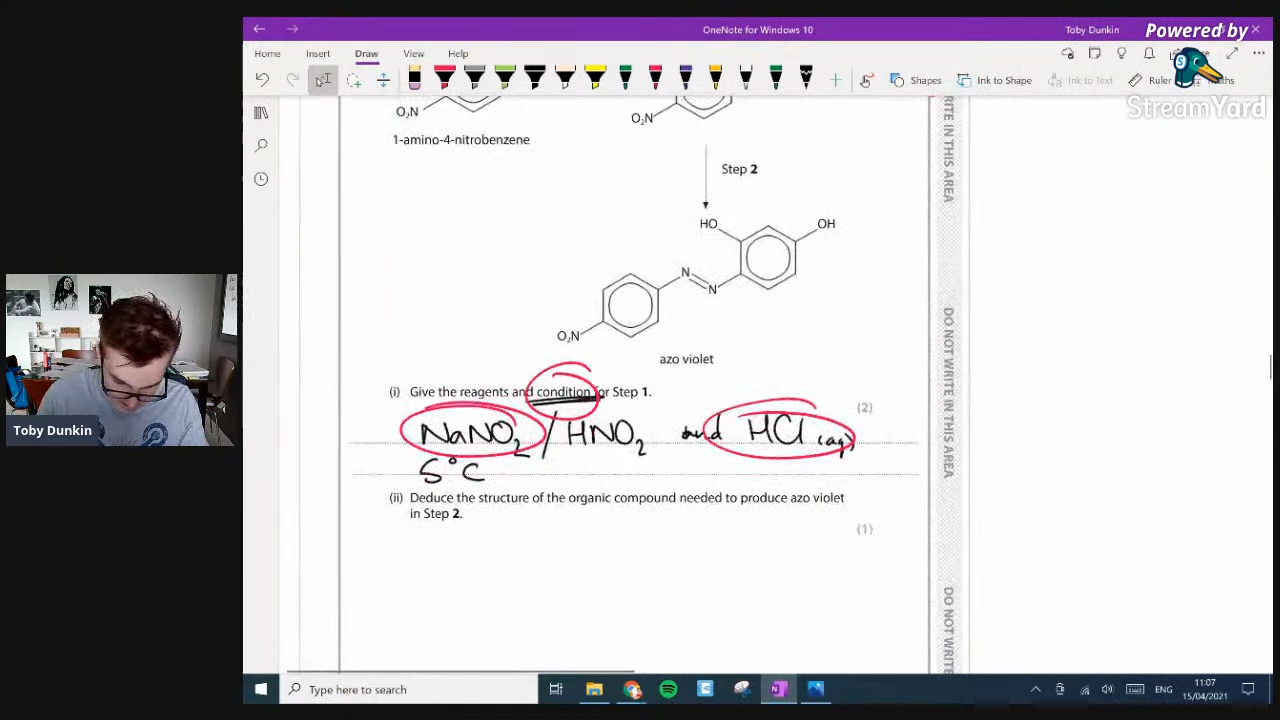 OneNote for Windows 10
Toby Dunkin
Powered by
StreamYard
Home Insert Draw View Help
Shapes Ink to Shape Ink to Text Ruler
O₂N
O₂N
1-amino-4-nitrobenzene
Step 2
HO OH
N
N
O₂N
azo violet
(i) Give the reagents and condition for Step 1.
(2)
NaNO₂ / HNO₂ and HCl (aq)
5°C
(ii) Deduce the structure of the organic compound needed to produce azo violet
in Step 2.
(1)
RITE IN THIS AREA
DO NOT WRITE IN THIS AREA
DO NOT WRITE
Toby Dunkin
Type here to search
ENG
11:07
15/04/2021